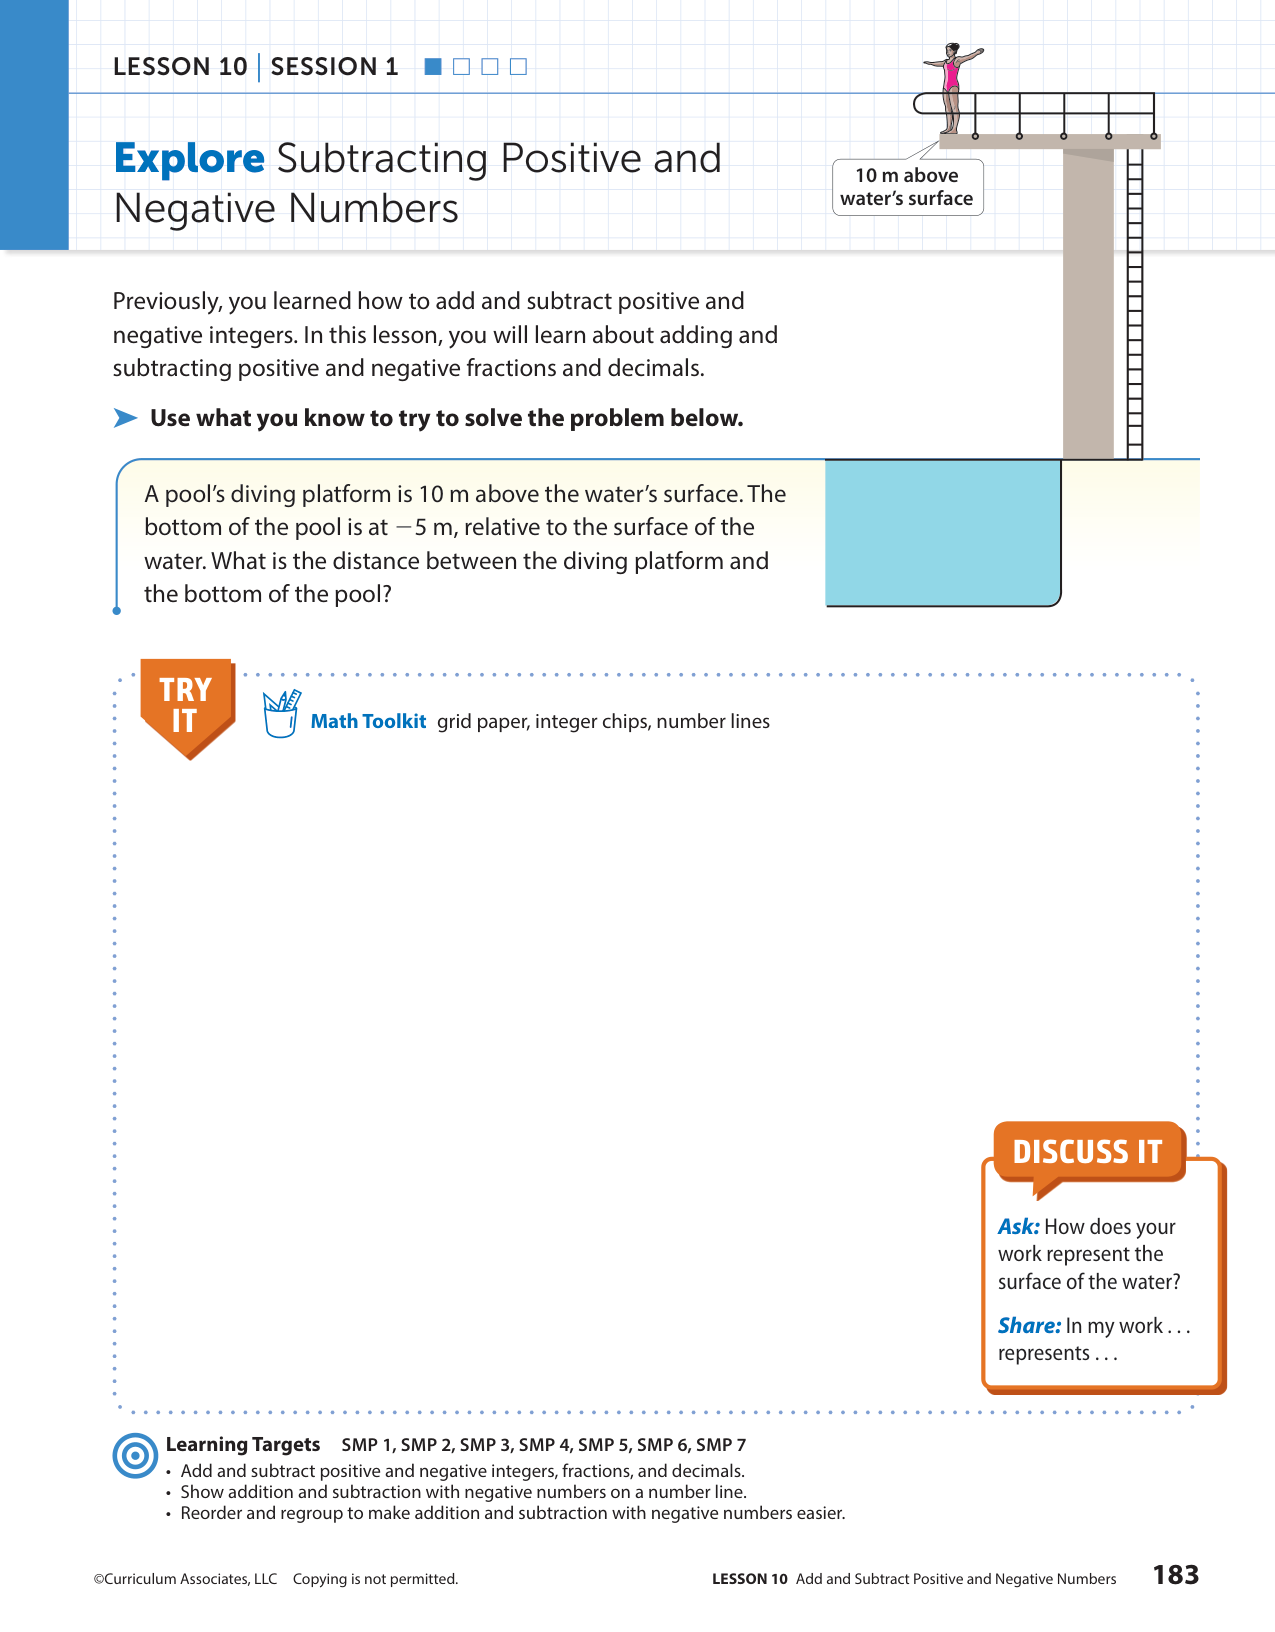 LESSON 10 | SESSION 1
Explore Subtracting Positive and
Negative Numbers
10 m above
water’s surface
Previously, you learned how to add and subtract positive and
negative integers. In this lesson, you will learn about adding and
subtracting positive and negative fractions and decimals.
Use what you know to try to solve the problem below.
A pool’s diving platform is 10 m above the water’s surface. The
bottom of the pool is at −5 m, relative to the surface of the
water. What is the distance between the diving platform and
the bottom of the pool?
TRY
IT
Math Toolkit grid paper, integer chips, number lines
DISCUSS IT
Ask: How does your
work represent the
surface of the water?
Share: In my work . . .
represents . . .
Learning Targets SMP 1, SMP 2, SMP 3, SMP 4, SMP 5, SMP 6, SMP 7
• Add and subtract positive and negative integers, fractions, and decimals.
• Show addition and subtraction with negative numbers on a number line.
• Reorder and regroup to make addition and subtraction with negative numbers easier.
©Curriculum Associates, LLC Copying is not permitted.
LESSON 10 Add and Subtract Positive and Negative Numbers 183